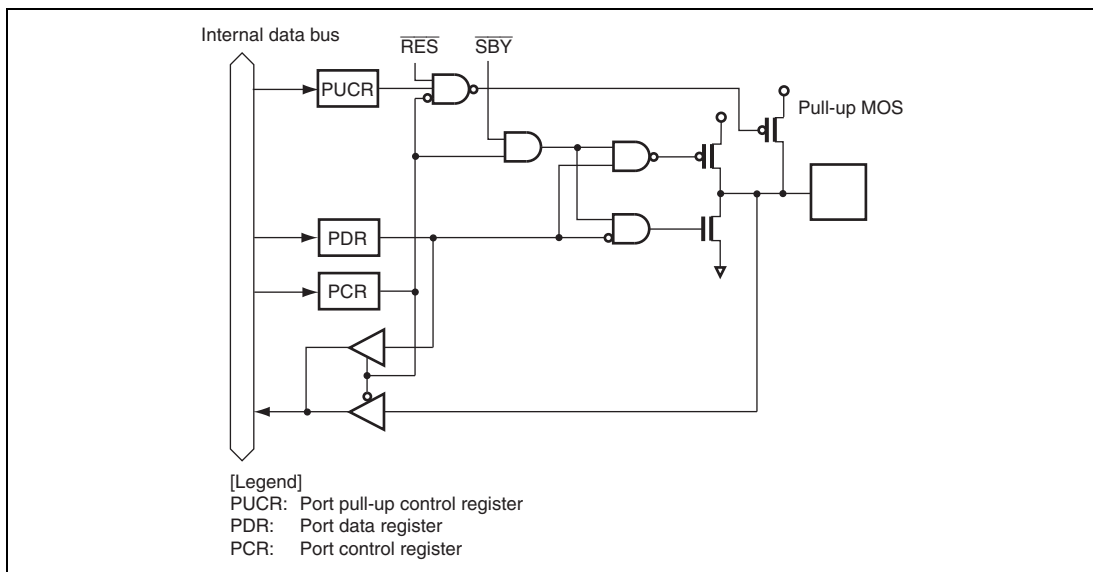 Internal data bus
RES
SBY
PUCR
Pull-up MOS
PDR
PCR
[Legend]
PUCR: Port pull-up control register
PDR: Port data register
PCR: Port control register